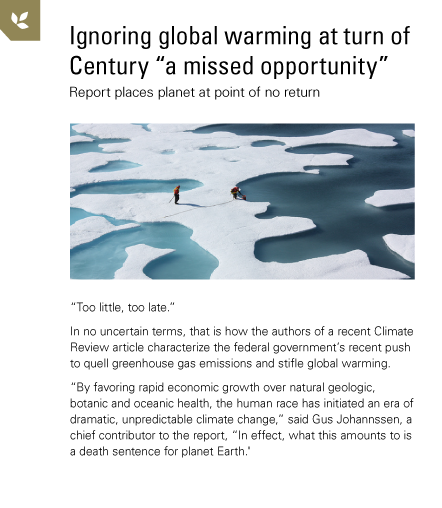 Ignoring global warming at turn of
Century “a missed opportunity”
Report places planet at point of no return
“Too little, too late.”
In no uncertain terms, that is how the authors of a recent Climate
Review article characterize the federal government’s recent push
to quell greenhouse gas emissions and stifle global warming.
“By favoring rapid economic growth over natural geologic,
botanic and oceanic health, the human race has initiated an era of
dramatic, unpredictable climate change,” said Gus Johannssen, a
chief contributor to the report, “In effect, what this amounts to is
a death sentence for planet Earth.'